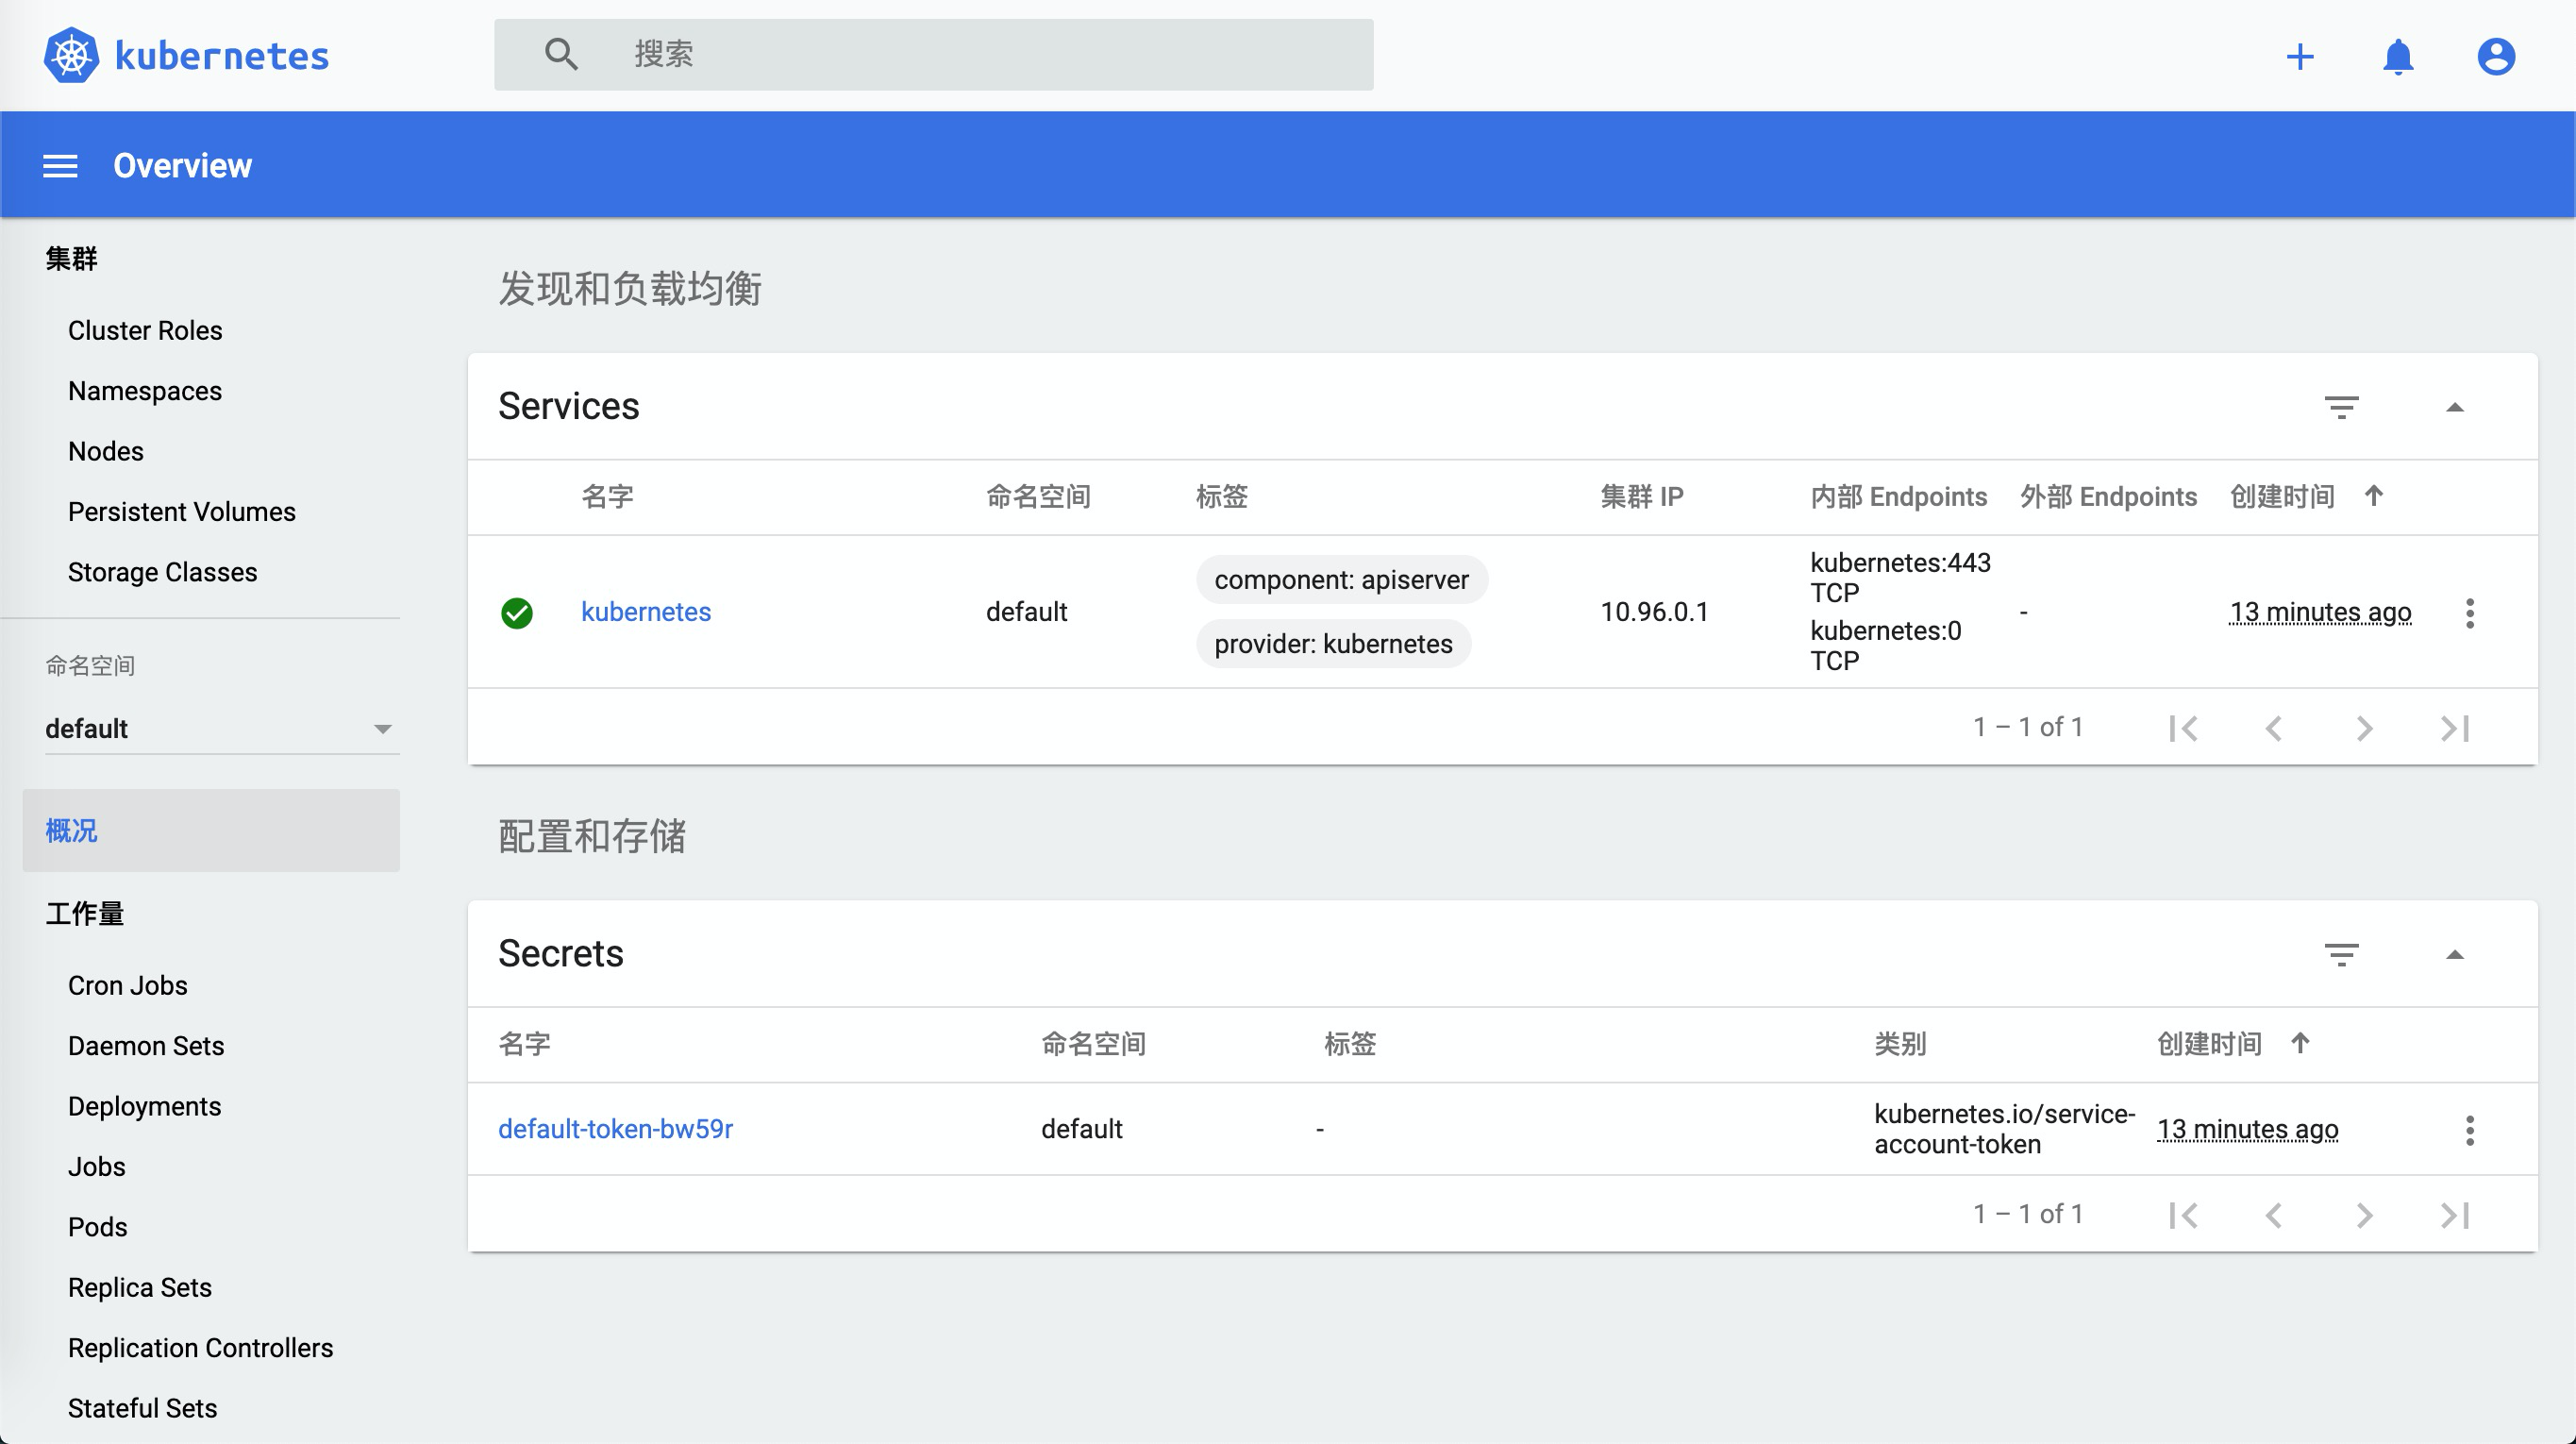 kubernetes
搜索
Overview
集群
Cluster Roles
Namespaces
Nodes
Persistent Volumes
Storage Classes
命名空间
default
概况
工作量
Cron Jobs
Daemon Sets
Deployments
Jobs
Pods
Replica Sets
Replication Controllers
Stateful Sets
发现和负载均衡
Services
名字 命名空间 标签 集群 IP 内部 Endpoints 外部 Endpoints 创建时间
kubernetes default component: apiserver provider: kubernetes 10.96.0.1 kubernetes:443 TCP kubernetes:0 TCP - 13 minutes ago
1 – 1 of 1
配置和存储
Secrets
名字 命名空间 标签 类别 创建时间
default-token-bw59r default - kubernetes.io/service-account-token 13 minutes ago
1 – 1 of 1